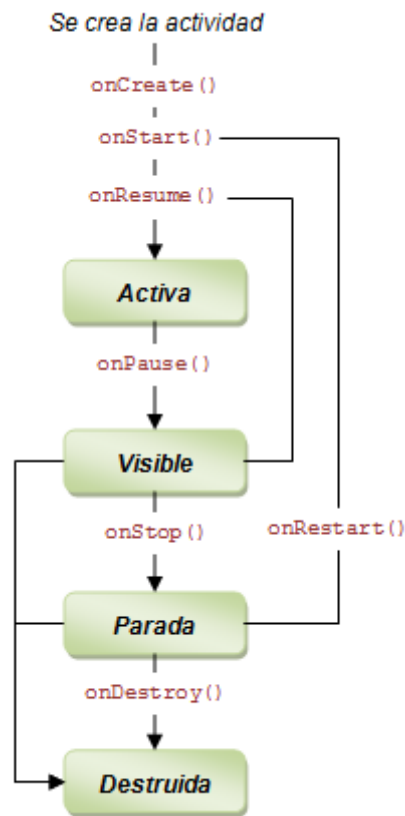 Se crea la actividad
onCreate()
onStart()
onResume()
Activa
onPause()
Visible
onStop()
onRestart()
Parada
onDestroy()
Destruida